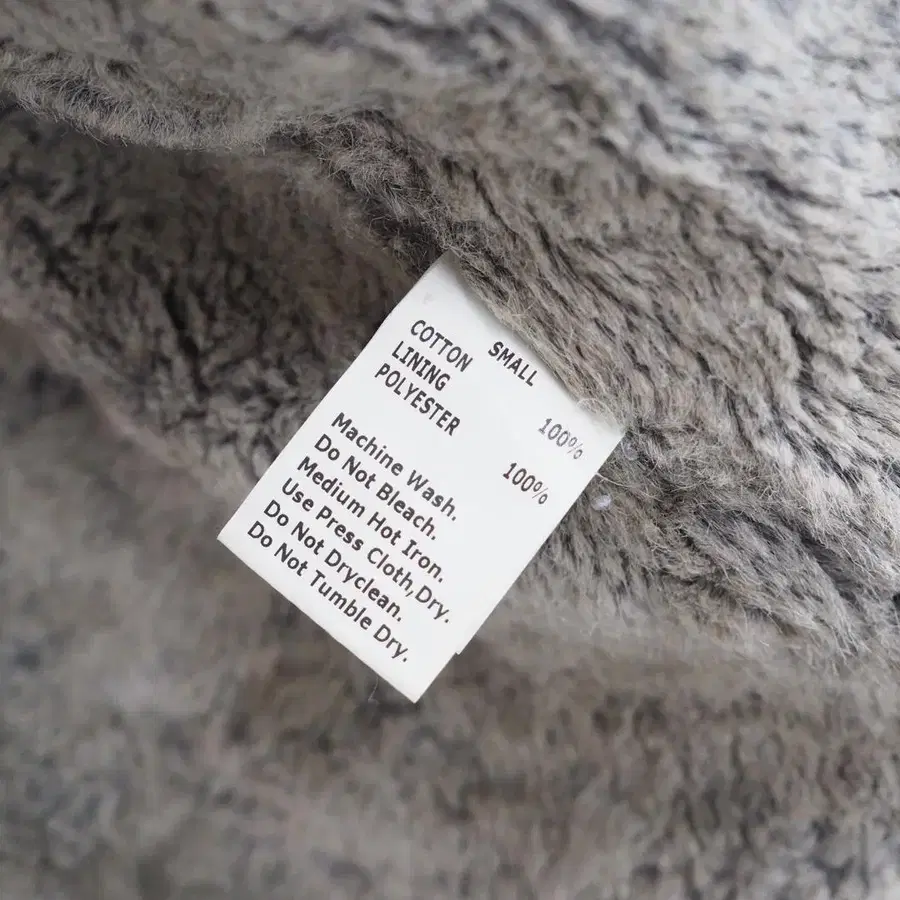 SMALL
COTTON 100%
LINING
POLYESTER 100%
Machine Wash.
Do Not Bleach.
Medium Hot Iron.
Use Press Cloth,Dry.
Do Not Dryclean.
Do Not Tumble Dry.